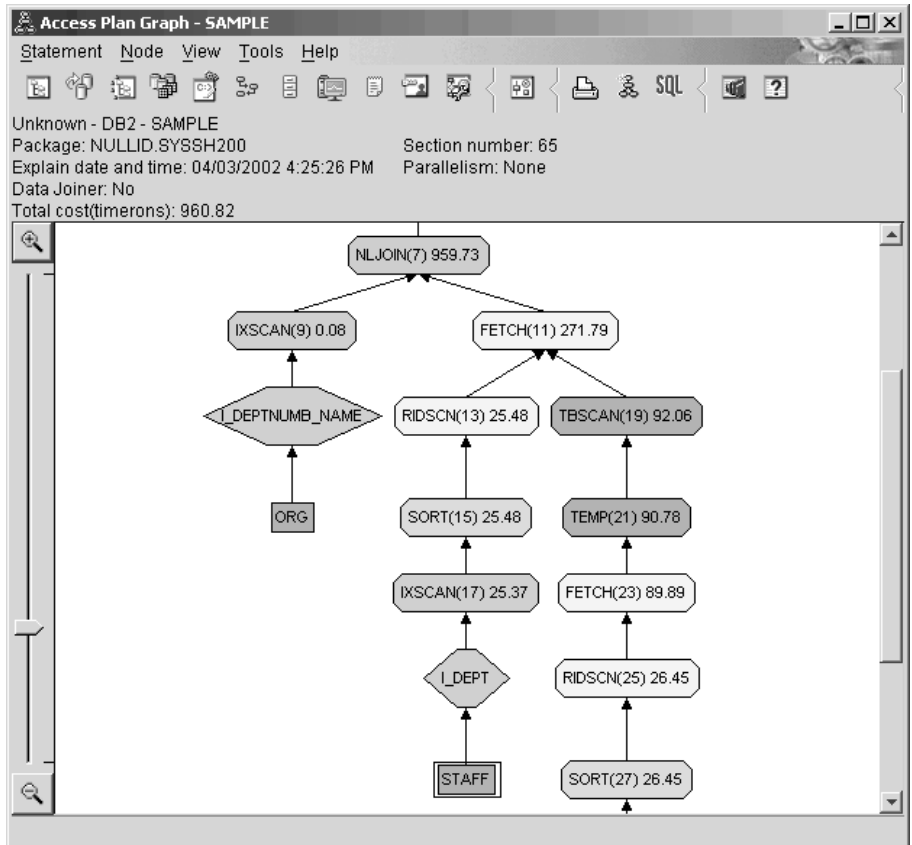 Access Plan Graph - SAMPLE
Statement Node View Tools Help
SQL
?
Unknown - DB2 - SAMPLE
Package: NULLID.SYSSH200 Section number: 65
Explain date and time: 04/03/2002 4:25:26 PM Parallelism: None
Data Joiner: No
Total cost(timerons): 960.82
NLJOIN(7) 959.73
IXSCAN(9) 0.08 FETCH(11) 271.79
I_DEPTNUMB_NAME RIDSCN(13) 25.48 TBSCAN(19) 92.06
ORG SORT(15) 25.48 TEMP(21) 90.78
IXSCAN(17) 25.37 FETCH(23) 89.89
I_DEPT RIDSCN(25) 26.45
STAFF SORT(27) 26.45